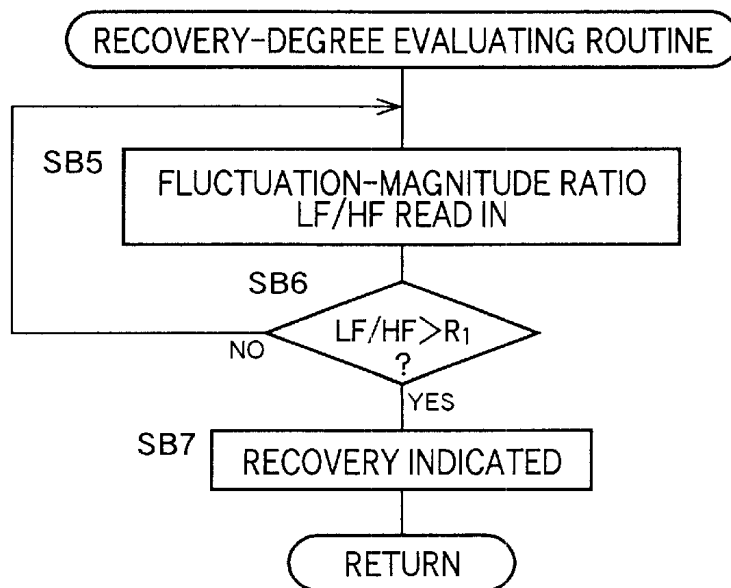 RECOVERY-DEGREE EVALUATING ROUTINE
SB5
FLUCTUATION-MAGNITUDE RATIO
LF/HF READ IN
SB6
LF/HF>R₁
?
NO
YES
SB7
RECOVERY INDICATED
RETURN